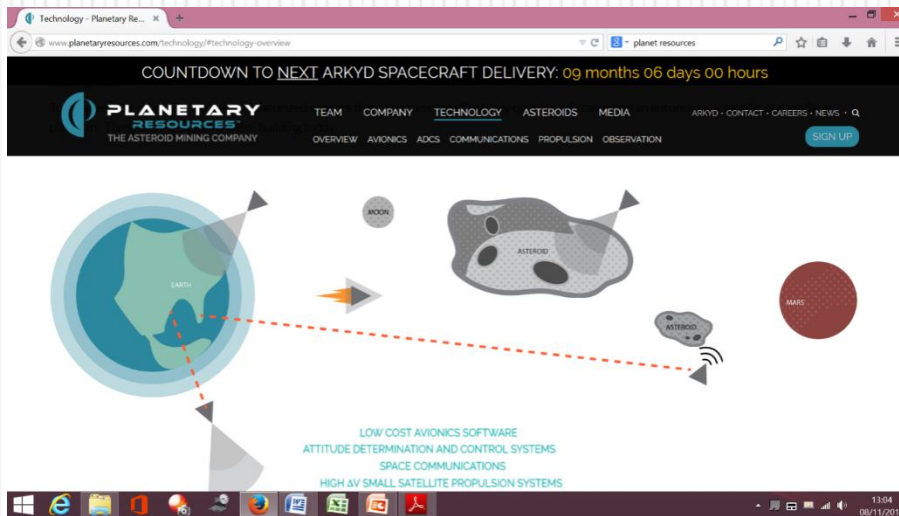 Technology - Planetary Re...
www.planetaryresources.com/technology/#technology-overview
planet resources
COUNTDOWN TO NEXT ARKYD SPACECRAFT DELIVERY: 09 months 06 days 00 hours
PLANETARY
RESOURCES
THE ASTEROID MINING COMPANY
TEAM COMPANY TECHNOLOGY ASTEROIDS MEDIA
ARKYD • CONTACT • CAREERS • NEWS •
OVERVIEW AVIONICS ADCS COMMUNICATIONS PROPULSION OBSERVATION
SIGN UP
MOON
ASTEROID
EARTH
MARS
ASTEROID
LOW COST AVIONICS SOFTWARE
ATTITUDE DETERMINATION AND CONTROL SYSTEMS
SPACE COMMUNICATIONS
HIGH ΔV SMALL SATELLITE PROPULSION SYSTEMS
13:04